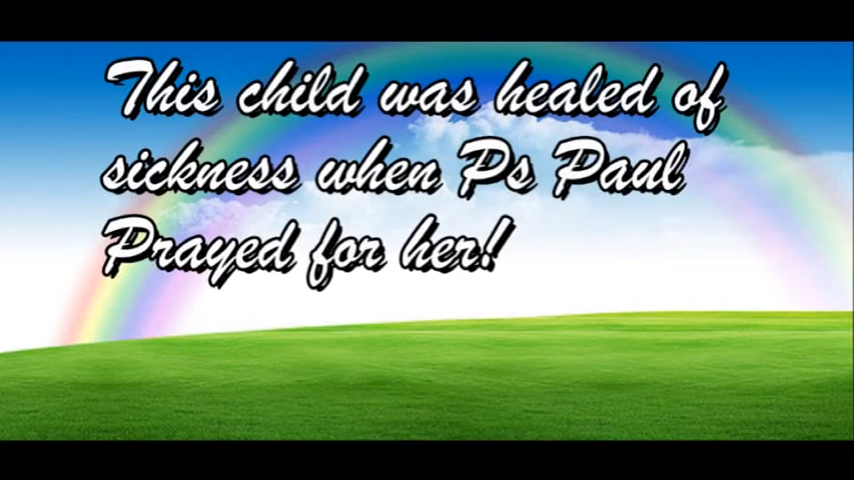 This child was healed of
sickness when Ps Paul
Prayed for her!